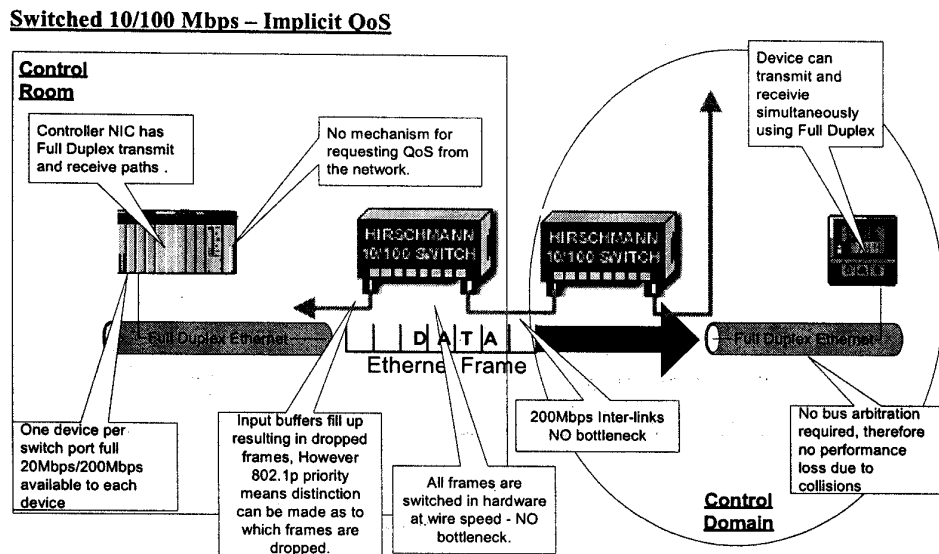 Switched 10/100 Mbps – Implicit QoS
Control
Room
Controller NIC has
Full Duplex transmit
and receive paths .
No mechanism for
requesting QoS from
the network.
Device can
transmit and
receivie
simultaneously
using Full Duplex
HIRSCHMANN
10/100 SWITCH
HIRSCHMANN
10/100 SWITCH
Full Duplex Ethernet
D A T A
Etherne Frame
Full Duplex Ethernet
One device per
switch port full
20Mbps/200Mbps
available to each
device
Input buffers fill up
resulting in dropped
frames, However
802.1p priority
means distinction
can be made as to
which frames are
dropped.
All frames are
switched in hardware
at wire speed - NO
bottleneck.
200Mbps Inter-links
NO bottleneck
No bus arbitration
required, therefore
no performance
loss due to
collisions
Control
Domain